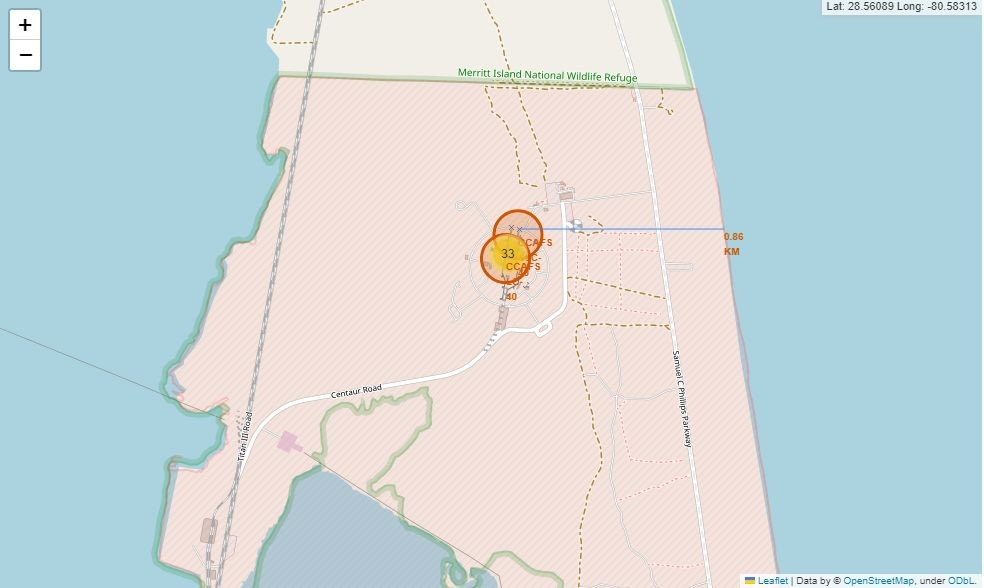 +
Lat: 28.56089 Long: -80.58313
−
Merritt Island National Wildlife Refuge
0.86
KM
CCAFS
33
CCAFS
40
Samuel C Phillips Parkway
Centaur Road
Titan III Road
Leaflet | Data by © OpenStreetMap, under ODbL.